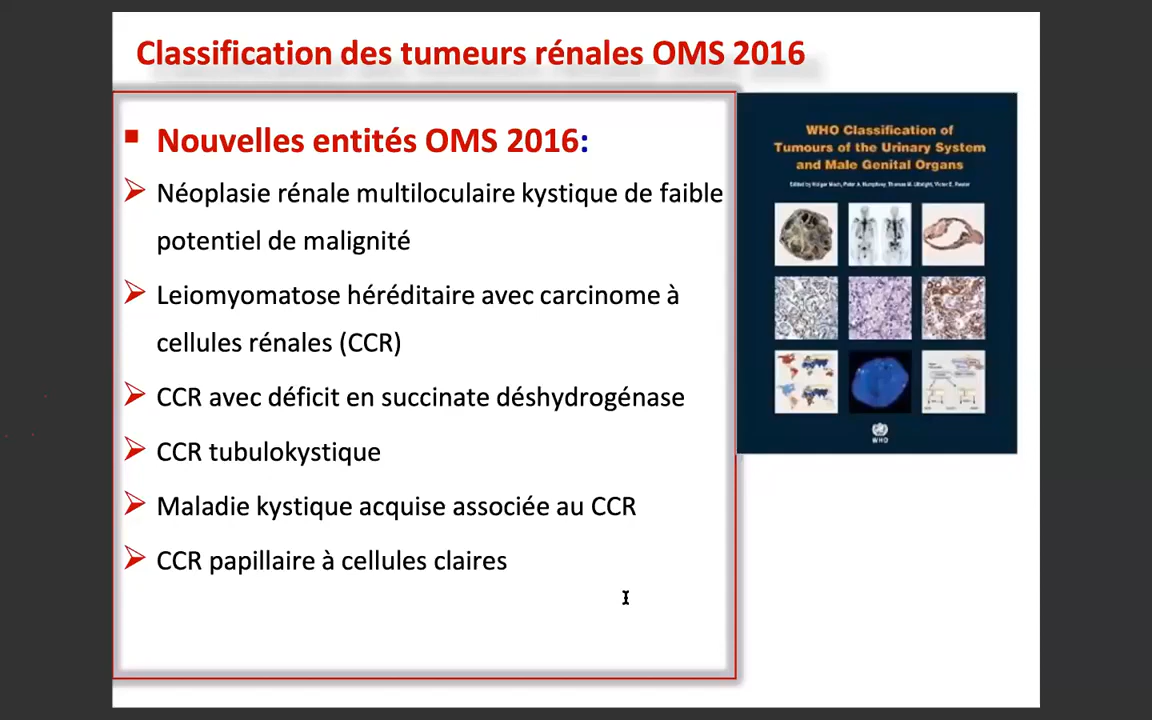 Classification des tumeurs rénales OMS 2016
Nouvelles entités OMS 2016:
Néoplasie rénale multiloculaire kystique de faible
potentiel de malignité
Leiomyomatose héréditaire avec carcinome à
cellules rénales (CCR)
CCR avec déficit en succinate déshydrogénase
CCR tubulokystique
Maladie kystique acquise associée au CCR
CCR papillaire à cellules claires
WHO Classification of
Tumours of the Urinary System
and Male Genital Organs
Edited by Holger Moch, Peter A. Humphrey, Thomas M. Ulbright, Victor E. Reuter
WHO